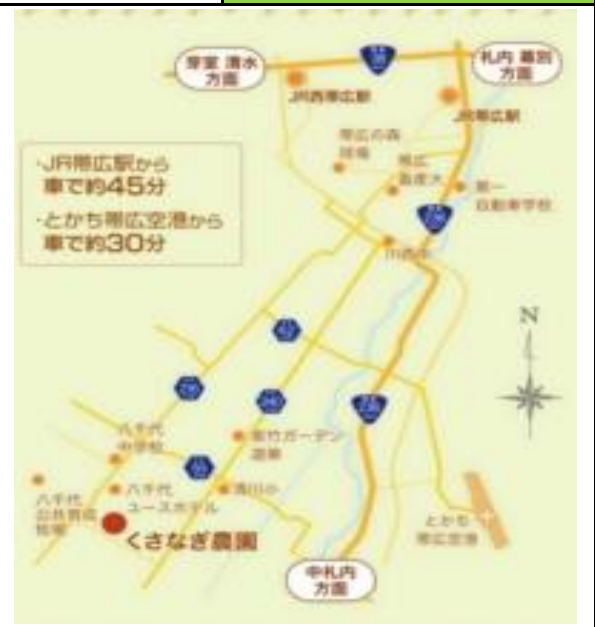 芽室 清水
方面
38
札内 幕別
方面
JR西帯広駅
JR帯広駅
帯広の森
球場
帯広
畜産大
第一
自動車学校
・JR帯広駅から
車で約45分
・とかち帯広空港から
車で約30分
236
川西中
N
236
八千代
中学校
紫竹ガーデン
遊華
八千代
ユースホテル
清川小
八千代
公共育成
牧場
くさなぎ農園
とかち
帯広空港
中札内
方面